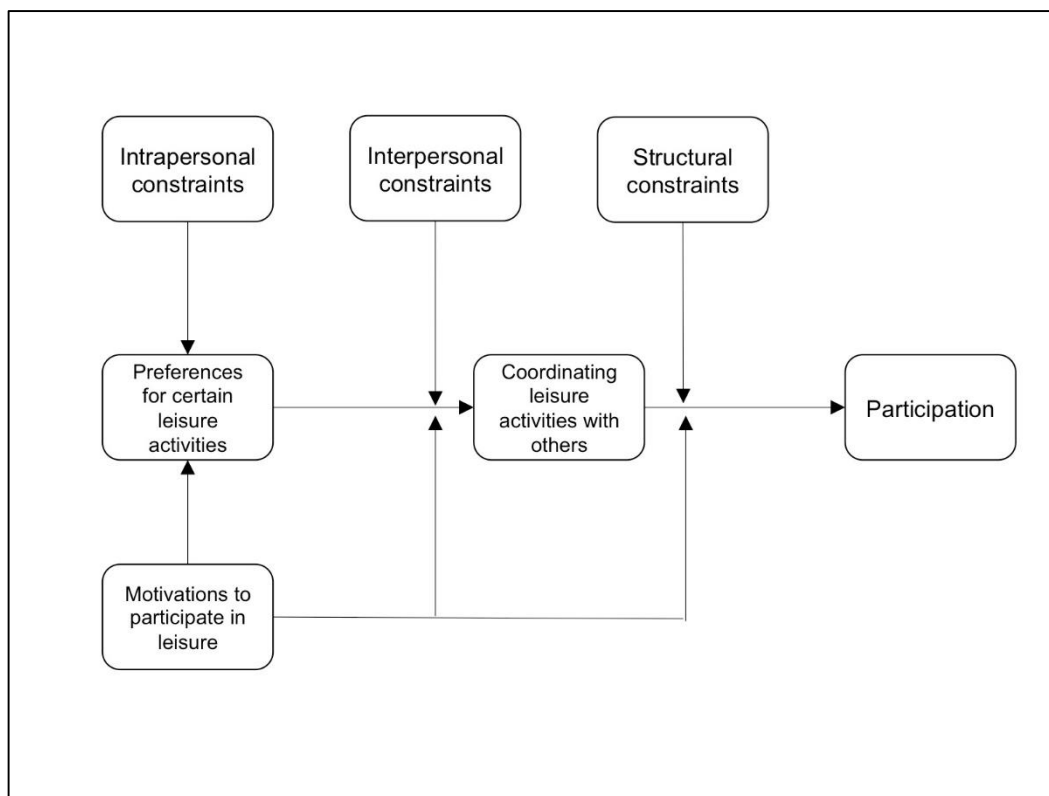 Intrapersonal
constraints
Interpersonal
constraints
Structural
constraints
Preferences
for certain
leisure
activities
Coordinating
leisure
activities with
others
Participation
Motivations to
participate in
leisure